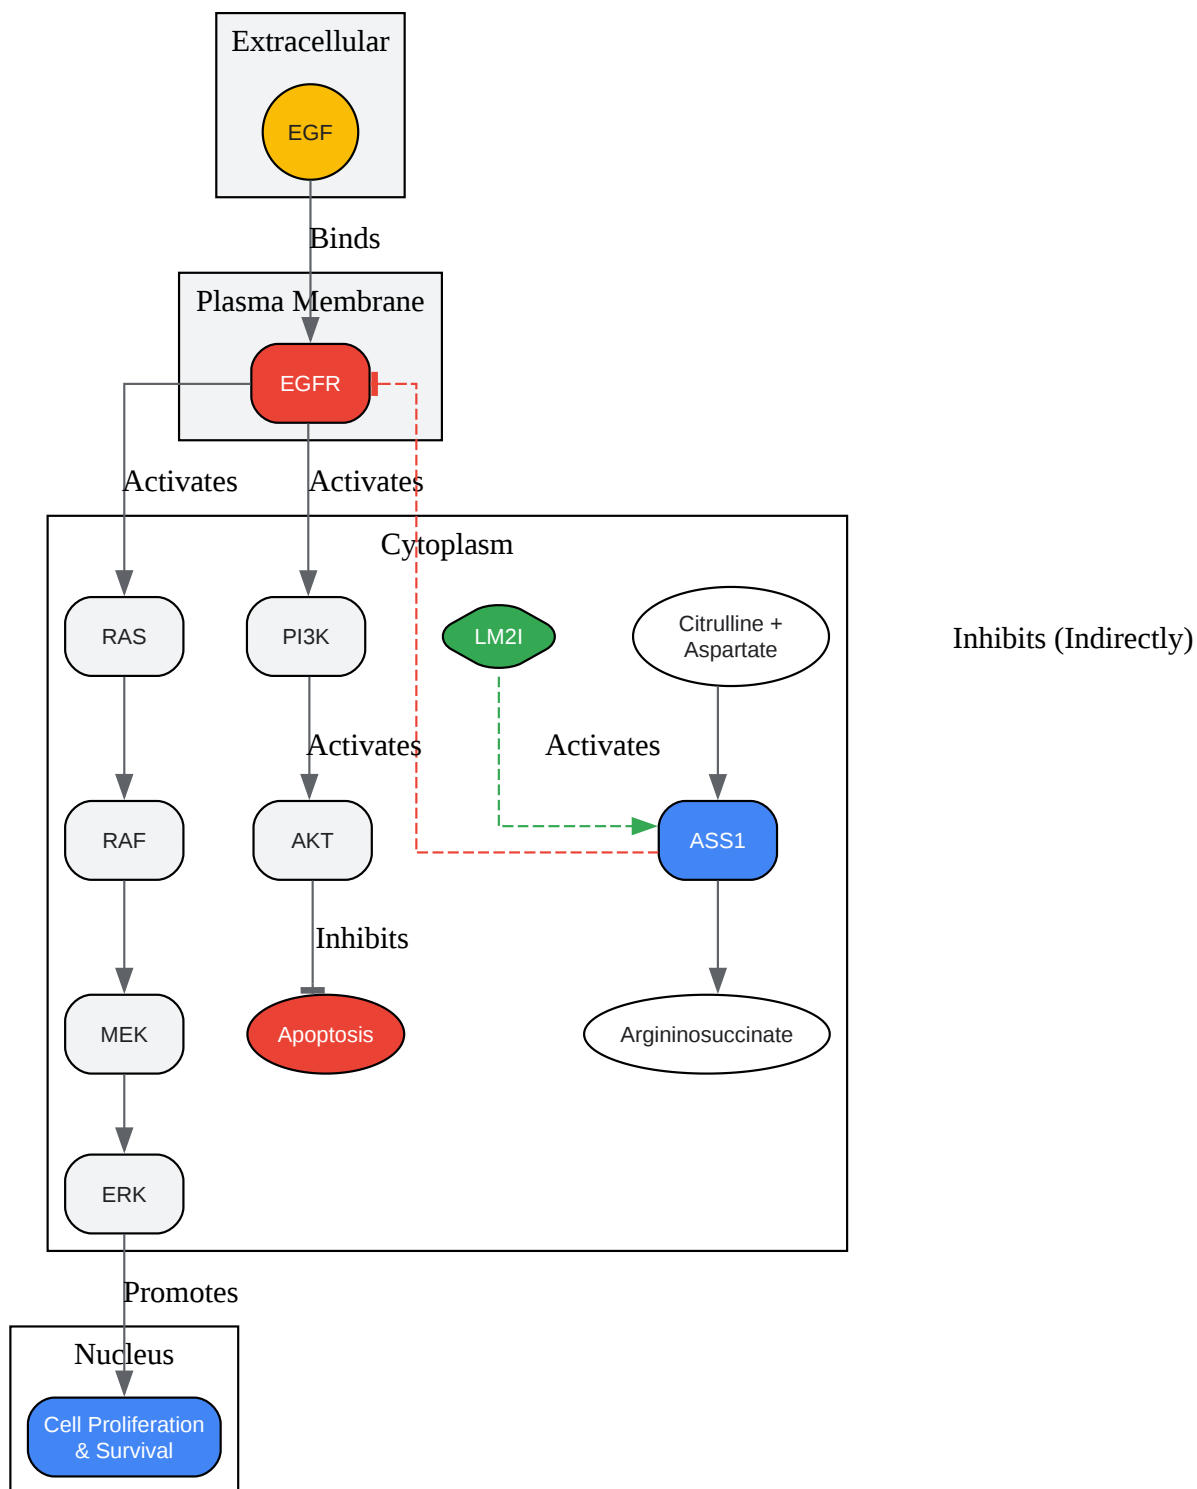 Extracellular
EGF
Binds
Plasma Membrane
EGFR
Activates
Activates
Cytoplasm
RAS
PI3K
LM2I
Citrulline +
Aspartate
Inhibits (Indirectly)
Activates
Activates
RAF
AKT
ASS1
Inhibits
MEK
Apoptosis
Argininosuccinate
ERK
Promotes
Nucleus
Cell Proliferation
& Survival